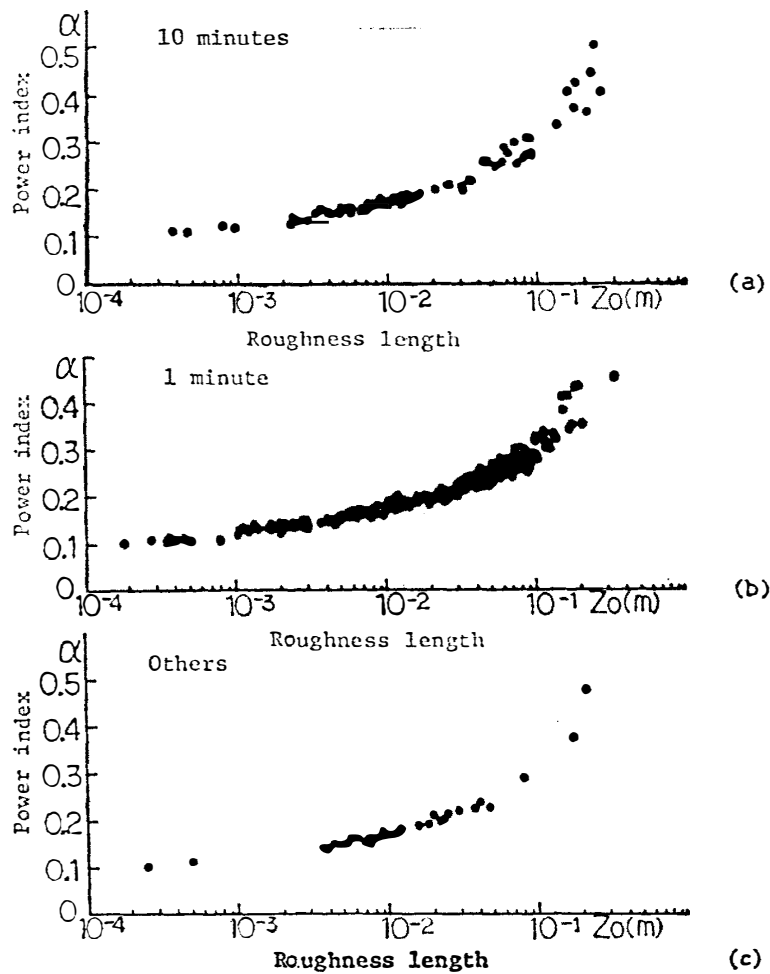 α
10 minutes
0.5
0.4
0.3
0.2
0.1
0
Power index
10⁻⁴ 10⁻³ 10⁻² 10⁻¹ Zo(m)
Roughness length
(a)
α
1 minute
0.4
0.3
0.2
0.1
0
Power index
10⁻⁴ 10⁻³ 10⁻² 10⁻¹ Zo(m)
Roughness length
(b)
α
Others
0.5
0.4
0.3
0.2
0.1
0
Power index
10⁻⁴ 10⁻³ 10⁻² 10⁻¹ Zo(m)
Roughness length
(c)